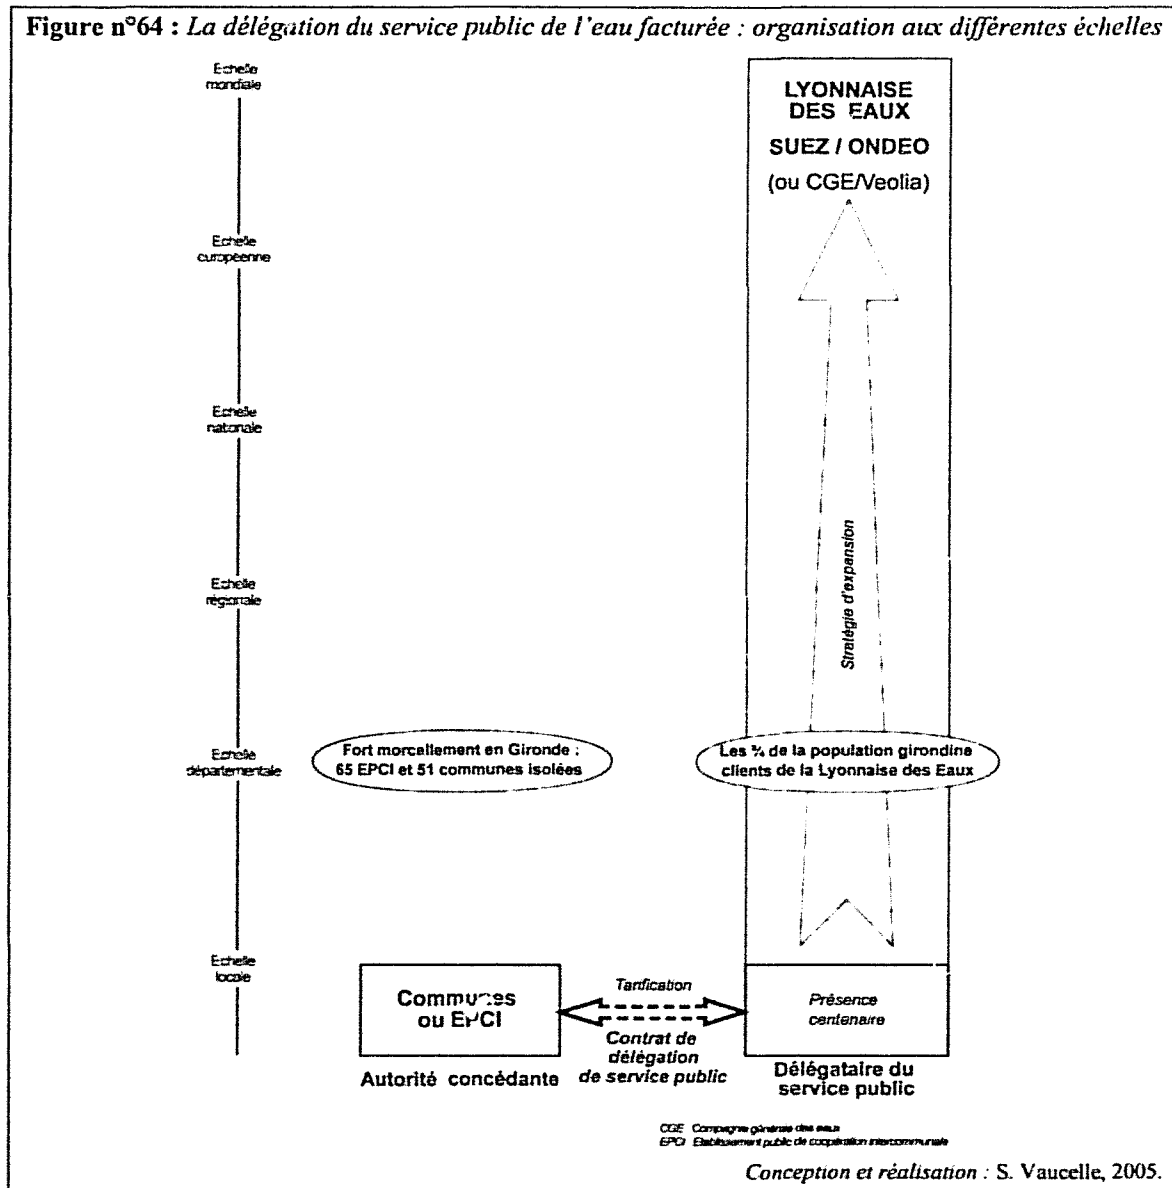 Figure n°64 : La délégation du service public de l'eau facturée : organisation aux différentes échelles
Echelle
mondiale
LYONNAISE
DES EAUX
SUEZ / ONDEO
(ou CGE/Veolia)
Echelle
européenne
Echelle
nationale
Echelle
régionale
Stratégie d'expansion
Echelle
départementale
Fort morcellement en Gironde :
65 EPCI et 51 communes isolées
Les ¾ de la population girondine
clients de la Lyonnaise des Eaux
Echelle
locale
Communes
ou EPCI
Tarification
Contrat de
délégation
de service public
Présence
centenaire
Autorité concédante
Délégataire du
service public
CGE Compagnie générale des eaux
EPCI Etablissement public de coopération intercommunale
Conception et réalisation : S. Vaucelle, 2005.